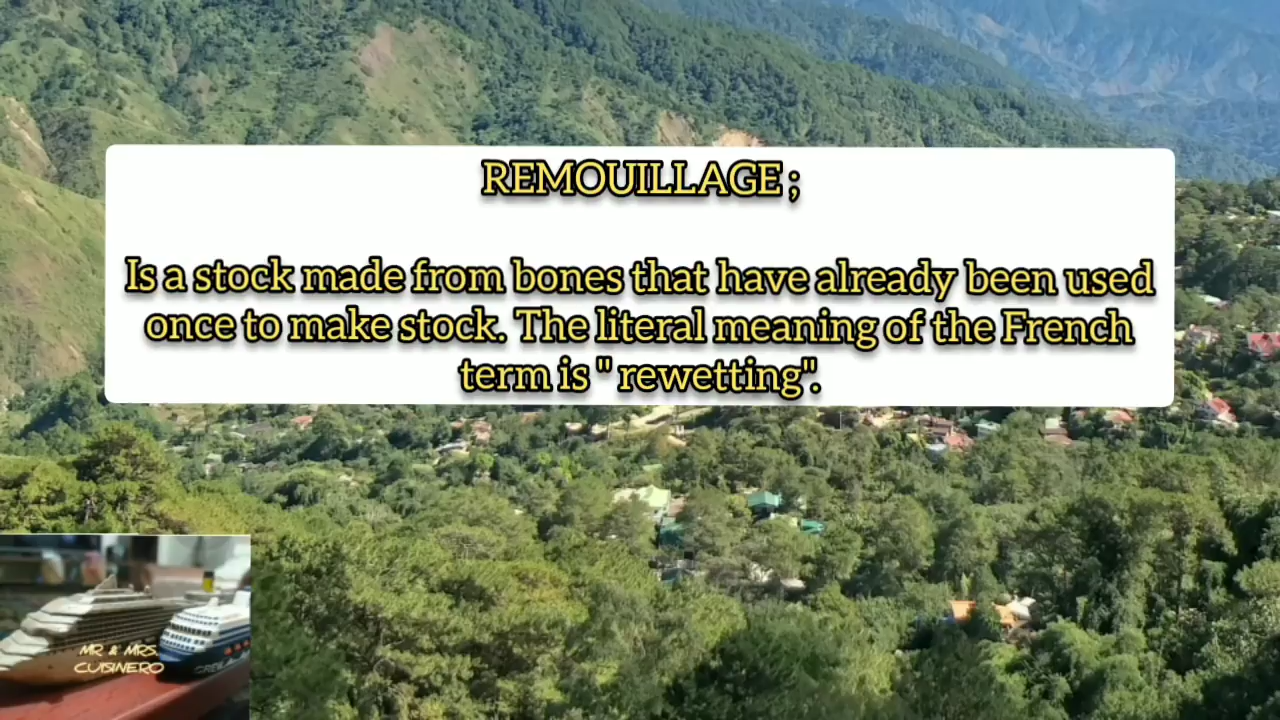 REMOUILLAGE ;
Is a stock made from bones that have already been used
once to make stock. The literal meaning of the French
term is " rewetting".
MR & MRS.
CUISINERO